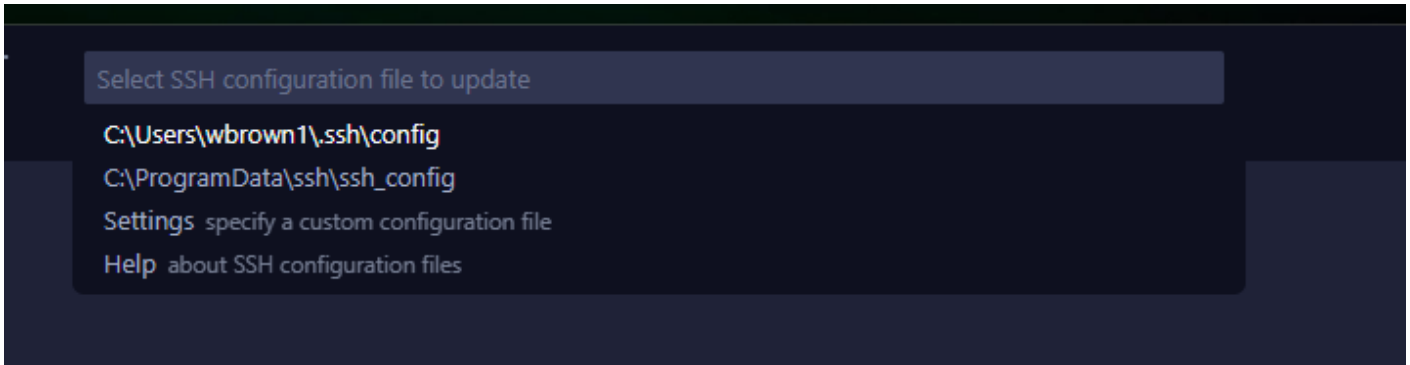 Select SSH configuration file to update
C:\Users\wbrown1\.ssh\config
C:\ProgramData\ssh\ssh_config
Settings specify a custom configuration file
Help about SSH configuration files